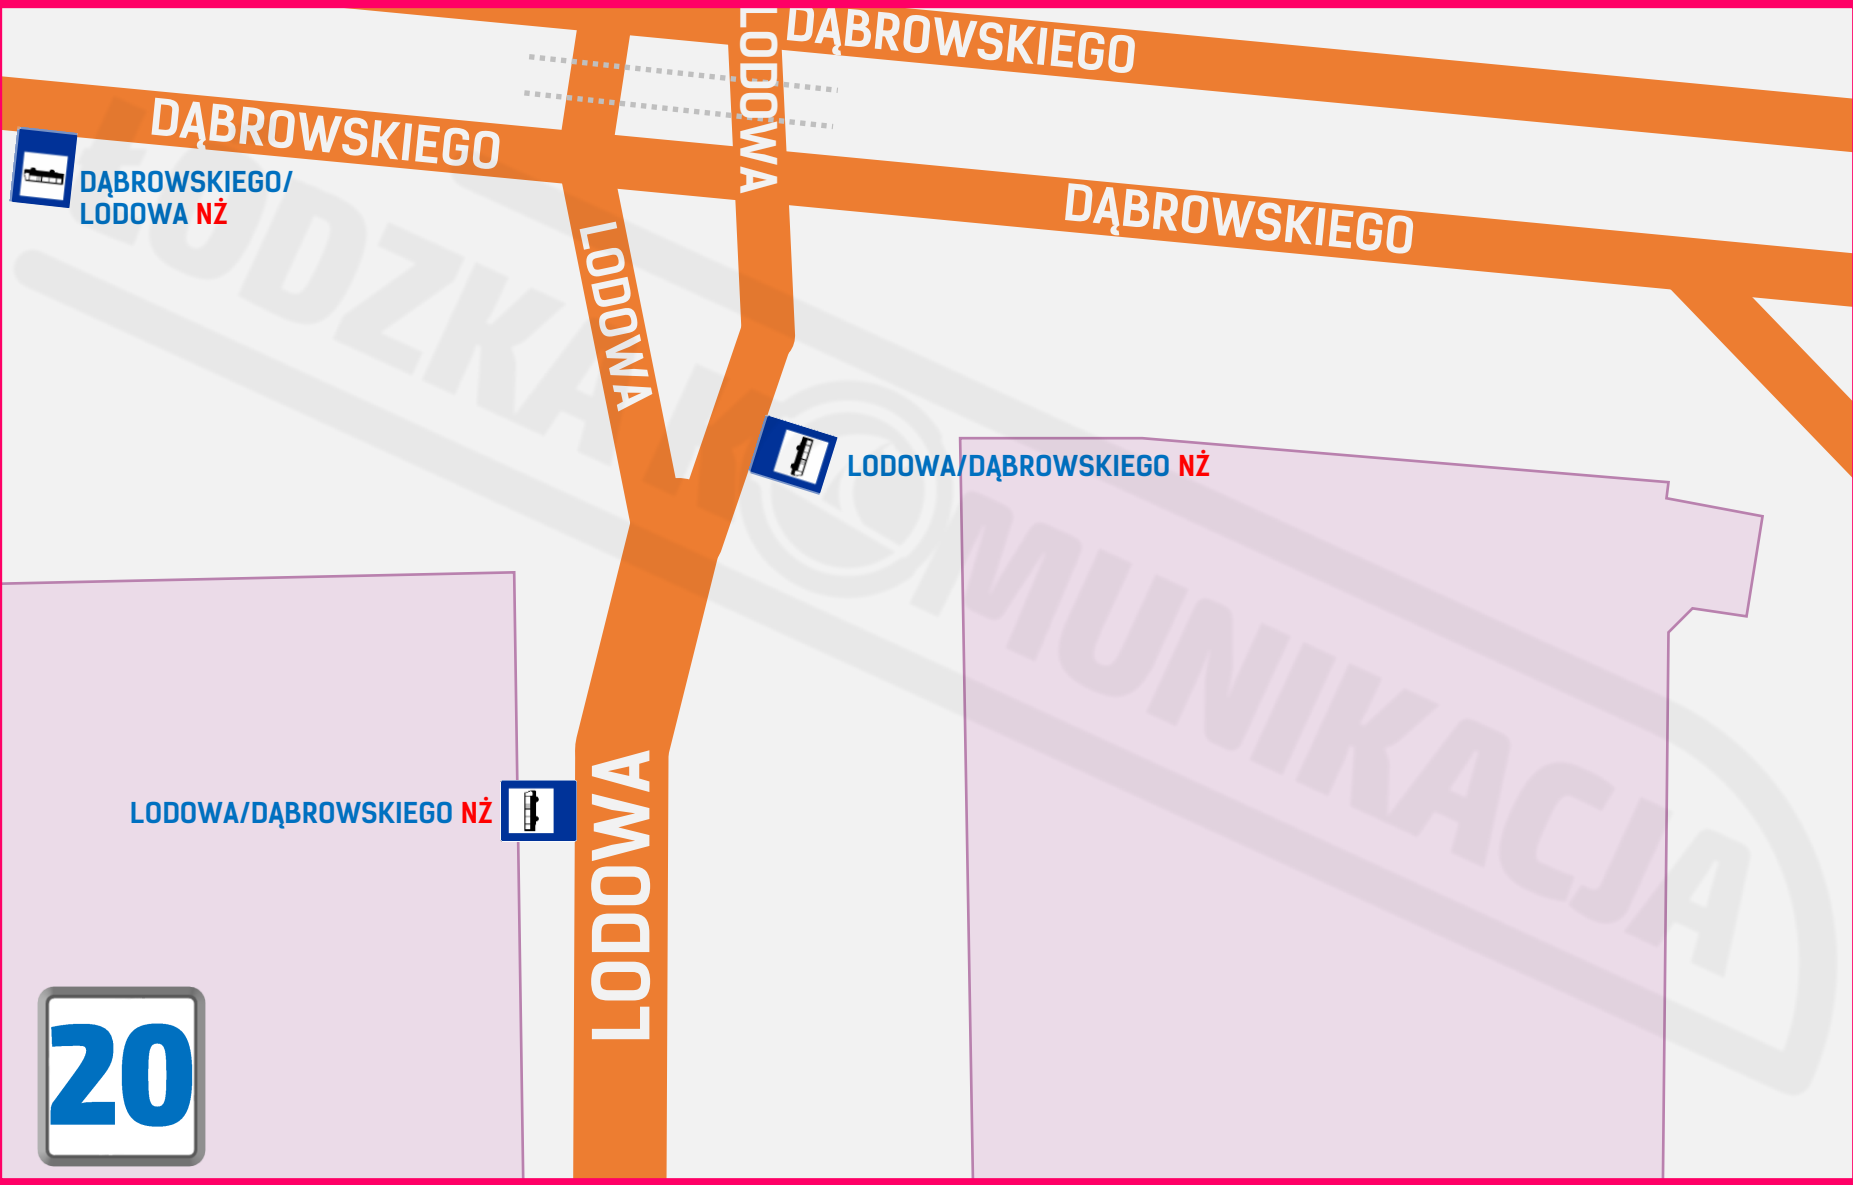 DĄBROWSKIEGO
LODOWA
DĄBROWSKIEGO
DĄBROWSKIEGO/
LODOWA NŻ
DĄBROWSKIEGO
LODOWA
LODOWA/DĄBROWSKIEGO NŻ
ŁÓDZKA KOMUNIKACJA
LODOWA/DĄBROWSKIEGO NŻ
LODOWA
20